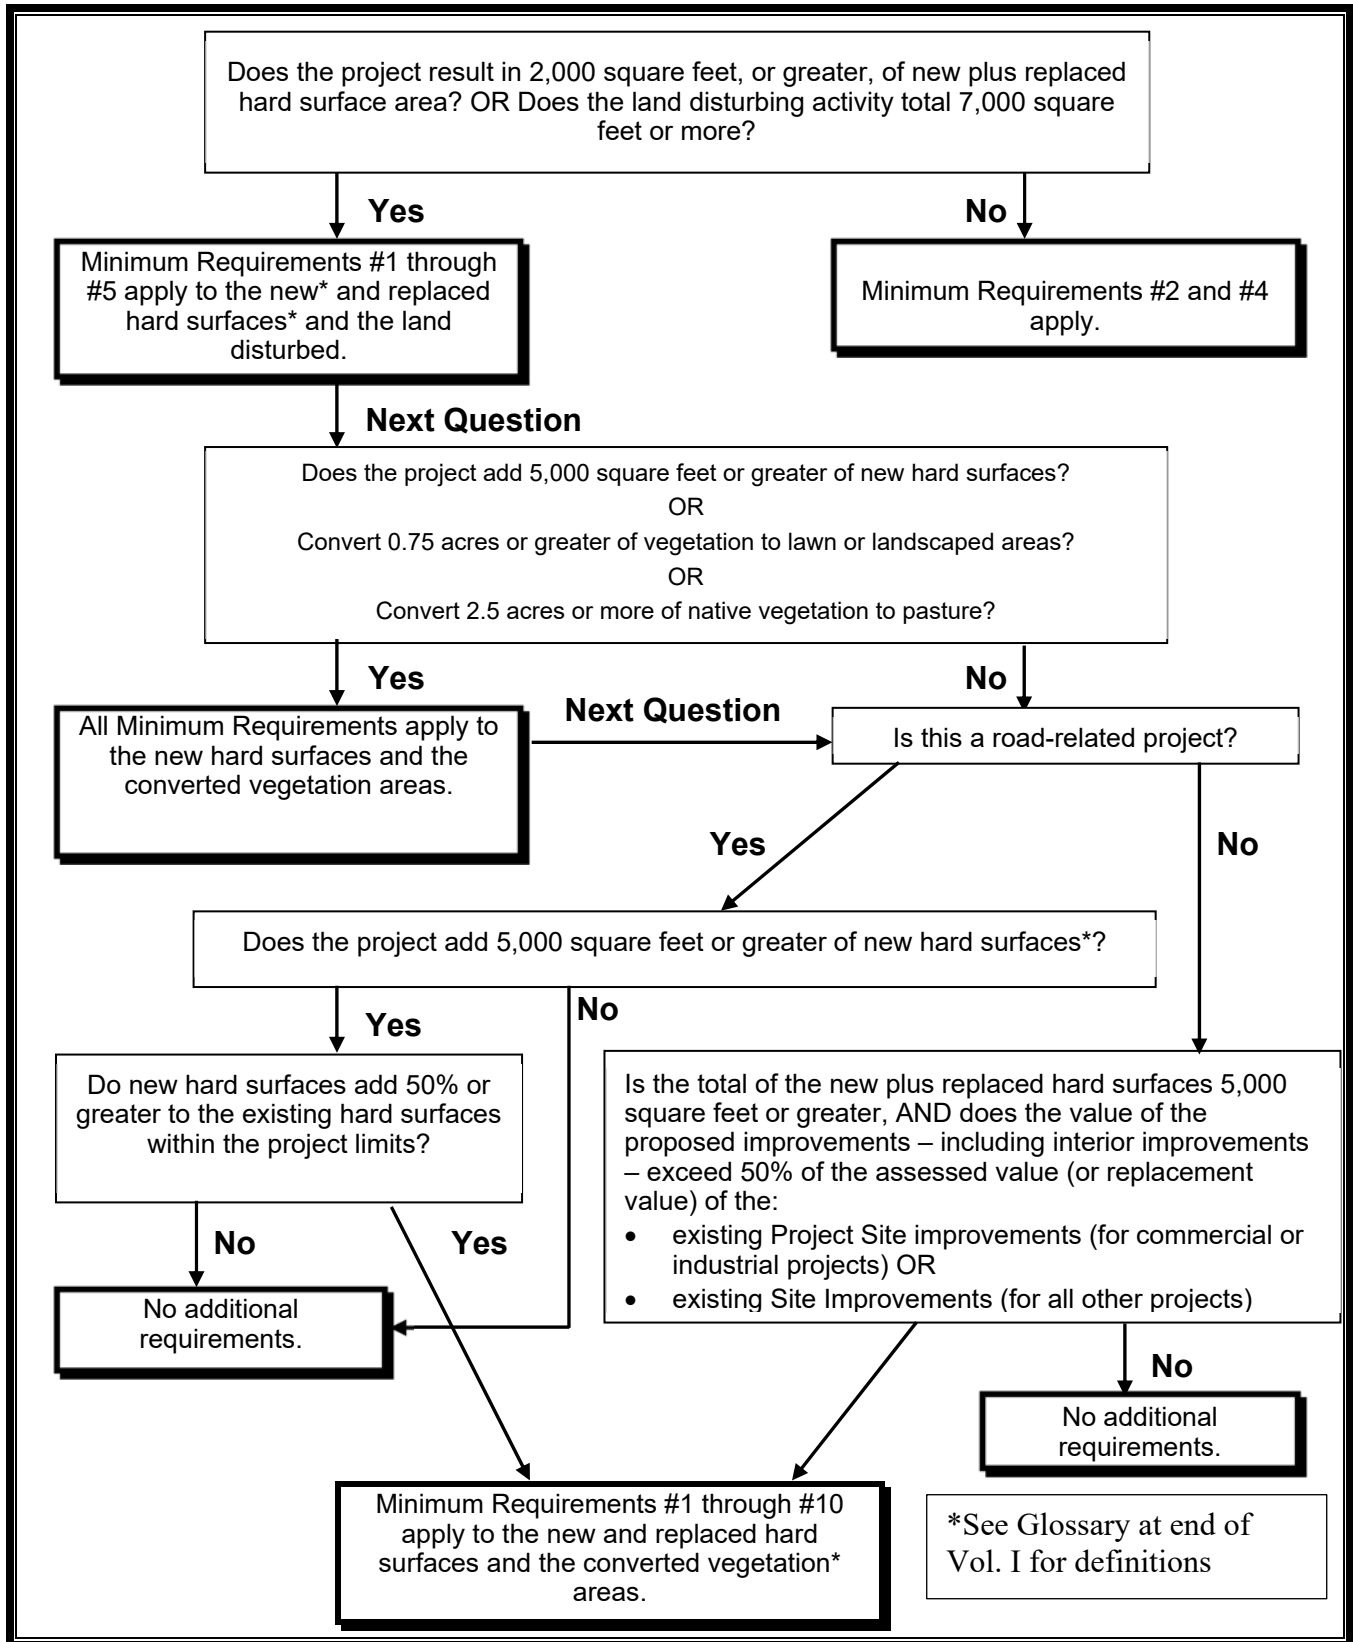 Does the project result in 2,000 square feet, or greater, of new plus replaced
hard surface area? OR Does the land disturbing activity total 7,000 square
feet or more?
Yes
No
Minimum Requirements #1 through
#5 apply to the new* and replaced
hard surfaces* and the land
disturbed.
Minimum Requirements #2 and #4
apply.
Next Question
Does the project add 5,000 square feet or greater of new hard surfaces?
OR
Convert 0.75 acres or greater of vegetation to lawn or landscaped areas?
OR
Convert 2.5 acres or more of native vegetation to pasture?
Yes
No
All Minimum Requirements apply to
the new hard surfaces and the
converted vegetation areas.
Next Question
Is this a road-related project?
Yes
No
Does the project add 5,000 square feet or greater of new hard surfaces*?
Yes
No
Do new hard surfaces add 50% or
greater to the existing hard surfaces
within the project limits?
Is the total of the new plus replaced hard surfaces 5,000
square feet or greater, AND does the value of the
proposed improvements – including interior improvements
– exceed 50% of the assessed value (or replacement
value) of the:
• existing Project Site improvements (for commercial or
industrial projects) OR
• existing Site Improvements (for all other projects)
No
Yes
No additional
requirements.
No
No additional
requirements.
Minimum Requirements #1 through #10
apply to the new and replaced hard
surfaces and the converted vegetation*
areas.
*See Glossary at end of
Vol. I for definitions